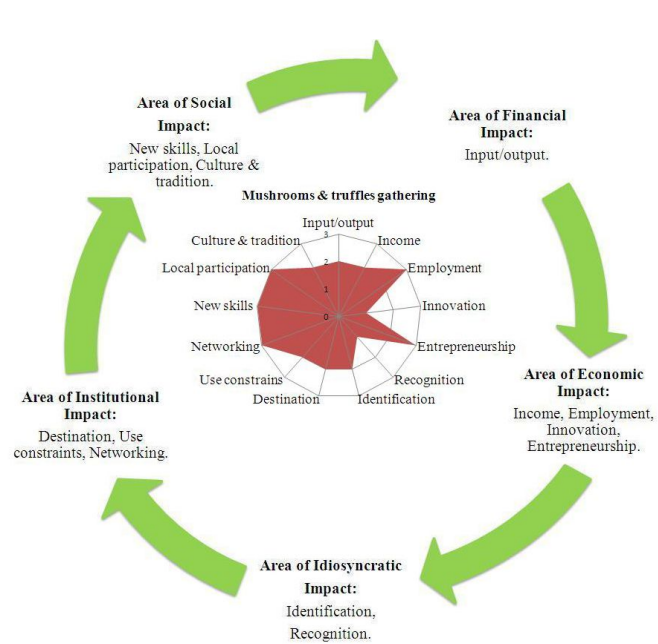 Area of Social
Impact:
New skills, Local
participation, Culture &
tradition.
Area of Financial
Impact:
Input/output.
Mushrooms & truffles gathering
Input/output
3
Culture & tradition
Income
2
Local participation
Employment
1
New skills
Innovation
0
Networking
Entrepreneurship
Use constrains
Recognition
Destination
Identification
Area of Economic
Impact:
Income, Employment,
Innovation,
Entrepreneurship.
Area of Institutional
Impact:
Destination, Use
constraints, Networking.
Area of Idiosyncratic
Impact:
Identification,
Recognition.